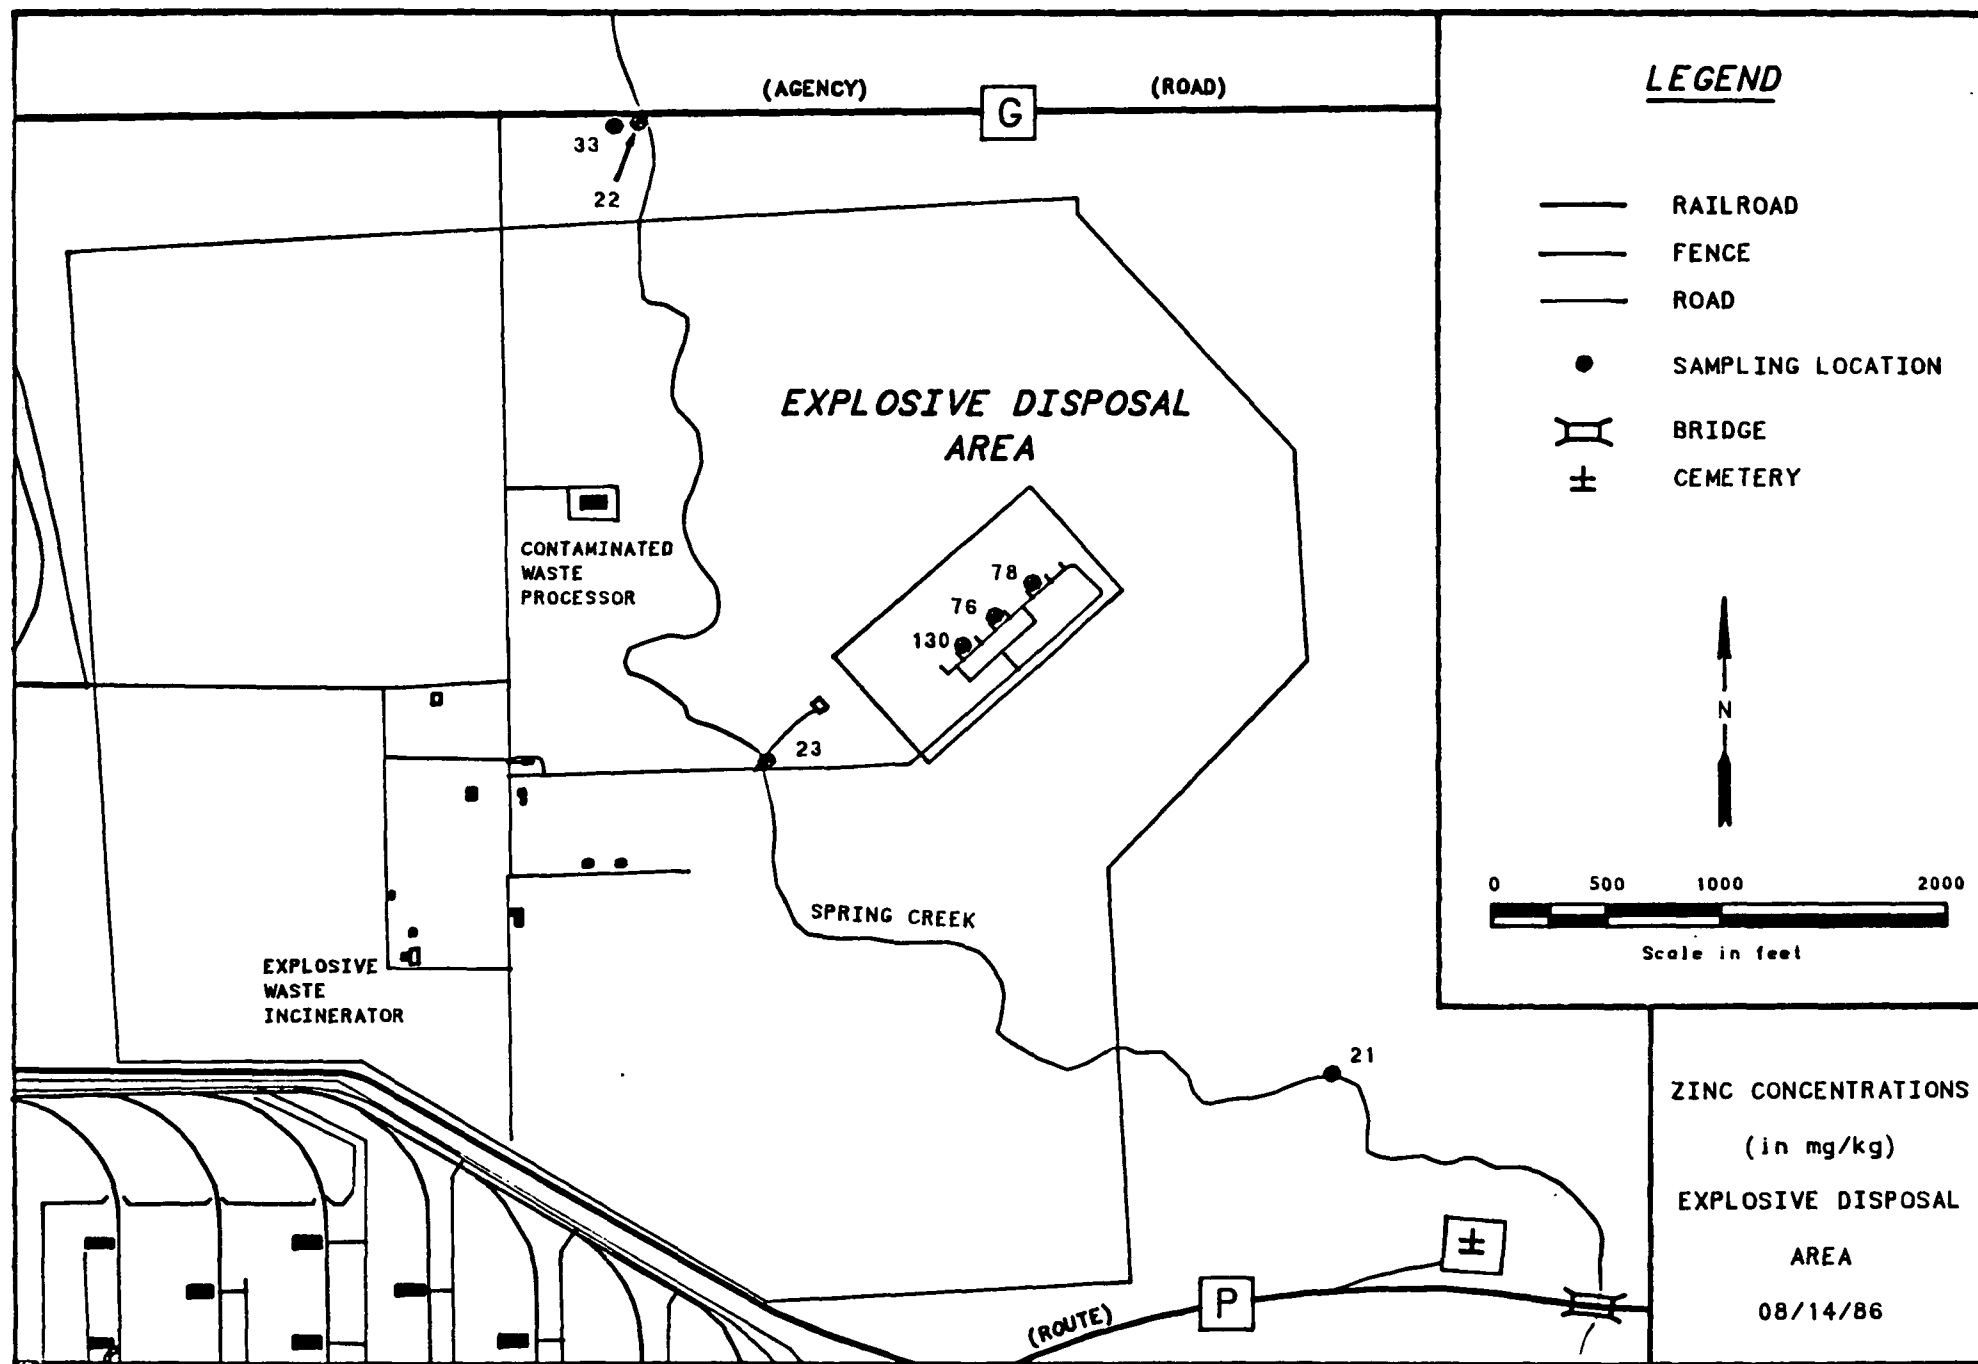 (AGENCY)
G
(ROAD)
33
22
EXPLOSIVE DISPOSAL
AREA
CONTAMINATED
WASTE
PROCESSOR
78
76
130
23
SPRING CREEK
EXPLOSIVE
WASTE
INCINERATOR
21
(ROUTE)
P
LEGEND
RAILROAD
FENCE
ROAD
SAMPLING LOCATION
BRIDGE
CEMETERY
N
0 500 1000 2000
Scale in feet
ZINC CONCENTRATIONS
(in mg/kg)
EXPLOSIVE DISPOSAL
AREA
08/14/86